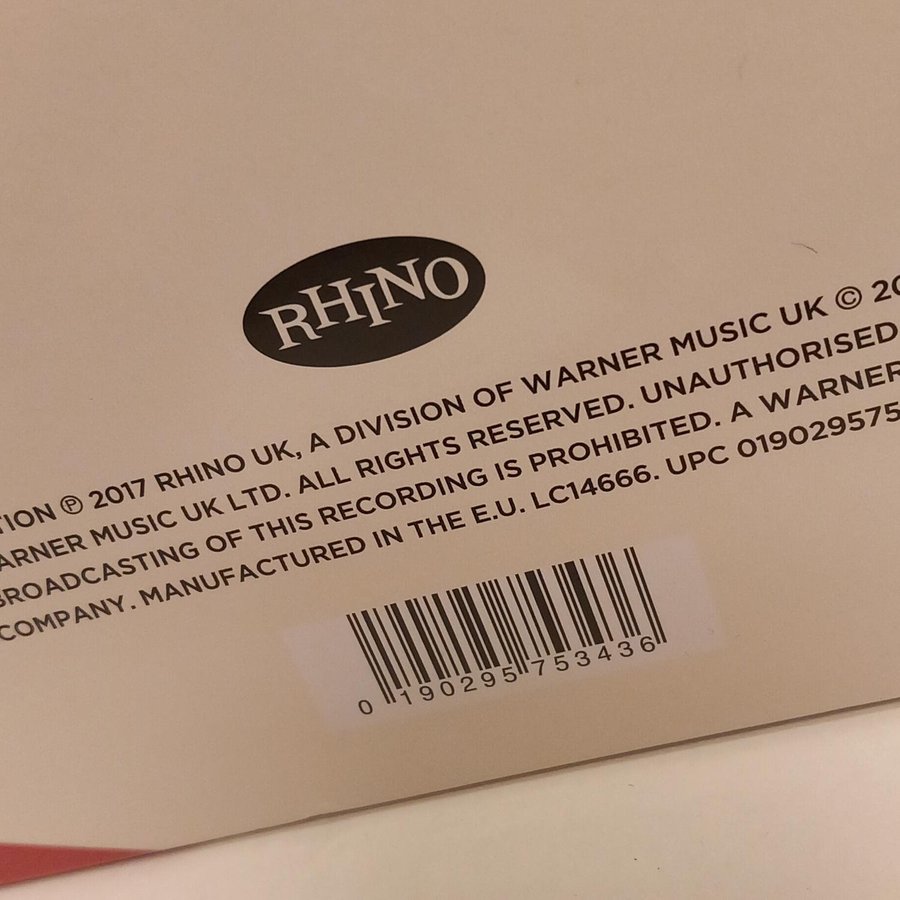 RHINO
TION ℗ 2017 RHINO UK, A DIVISION OF WARNER MUSIC UK © 20
ARNER MUSIC UK LTD. ALL RIGHTS RESERVED. UNAUTHORISED
BROADCASTING OF THIS RECORDING IS PROHIBITED. A WARNER
COMPANY. MANUFACTURED IN THE E.U. LC14666. UPC 019029575
0 190295 753436